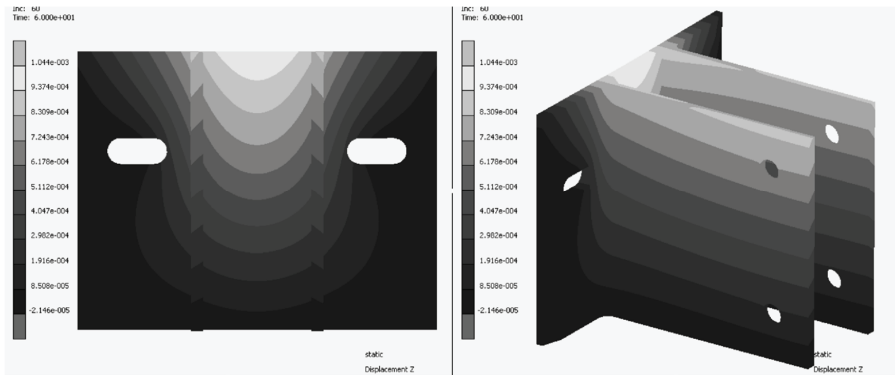 Inc: 60
Time: 6.000e+001
1.044e-003
9.374e-004
8.309e-004
7.243e-004
6.178e-004
5.112e-004
4.047e-004
2.982e-004
1.916e-004
8.508e-005
-2.146e-005
static
Displacement Z
Inc: 60
Time: 6.000e+001
1.044e-003
9.374e-004
8.309e-004
7.243e-004
6.178e-004
5.112e-004
4.047e-004
2.982e-004
1.916e-004
8.508e-005
-2.146e-005
static
Displacement Z